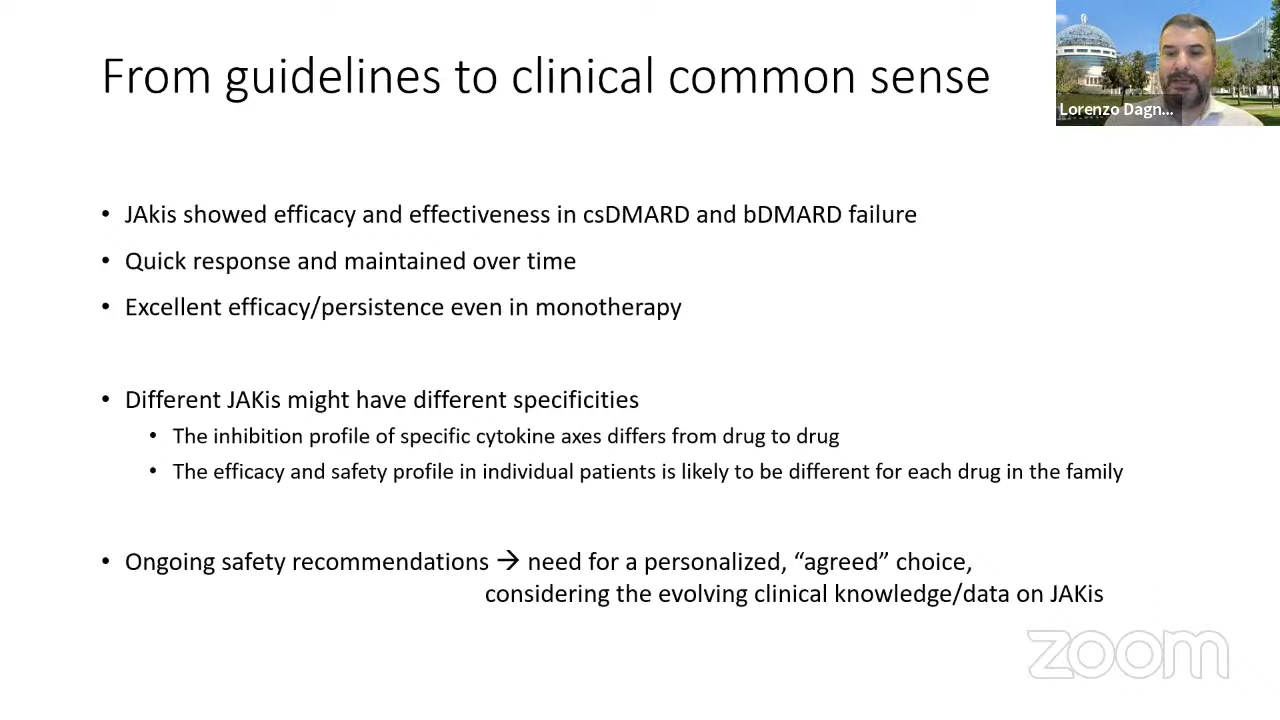 From guidelines to clinical common sense
Lorenzo Dagn...
• JAkis showed efficacy and effectiveness in csDMARD and bDMARD failure
• Quick response and maintained over time
• Excellent efficacy/persistence even in monotherapy
• Different JAKis might have different specificities
• The inhibition profile of specific cytokine axes differs from drug to drug
• The efficacy and safety profile in individual patients is likely to be different for each drug in the family
• Ongoing safety recommendations → need for a personalized, “agreed” choice,
considering the evolving clinical knowledge/data on JAKis
zoom